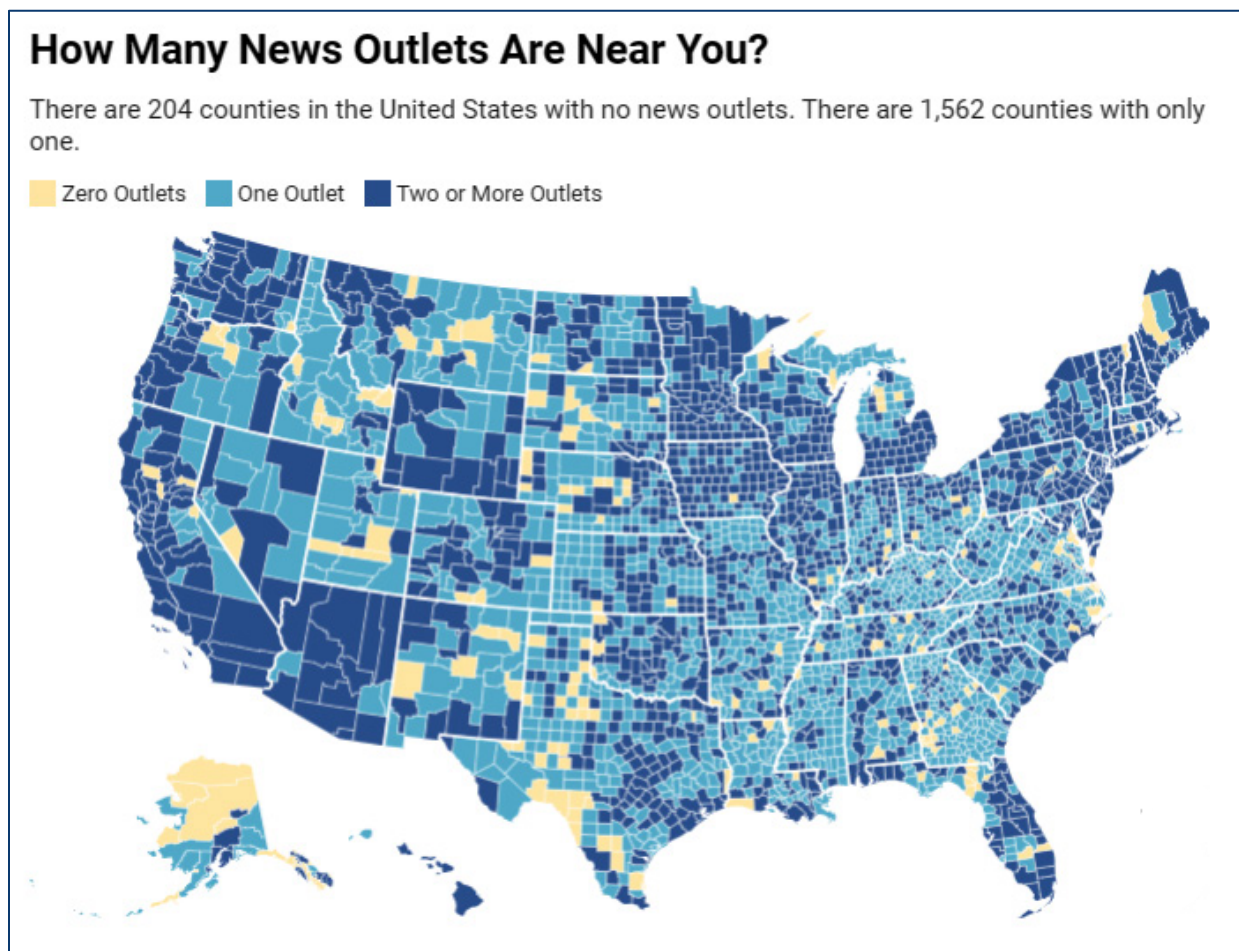 How Many News Outlets Are Near You?
There are 204 counties in the United States with no news outlets. There are 1,562 counties with only
one.
Zero Outlets One Outlet Two or More Outlets